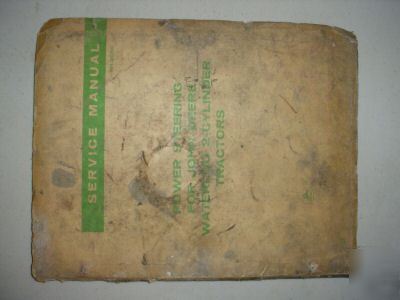 SERVICE MANUAL
POWER STEERING
FOR JOHN DEERE
WATERLOO 2-CYLINDER
TRACTORS